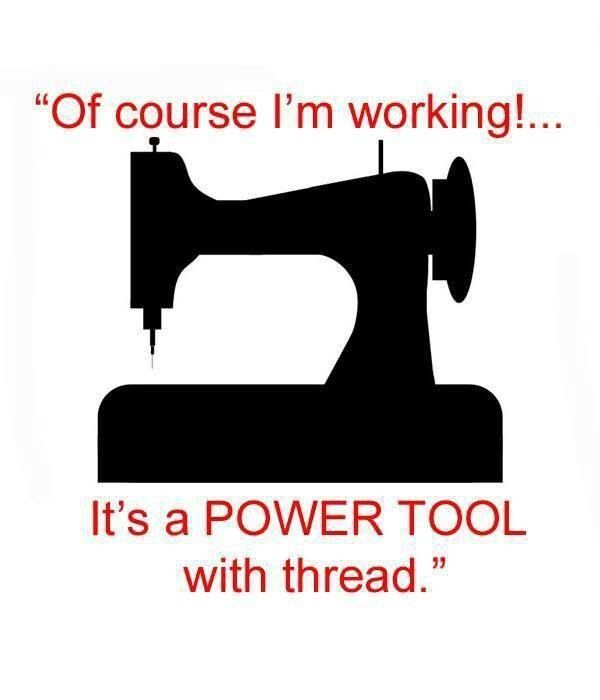 “Of course I’m working!...
It’s a POWER TOOL
with thread.”